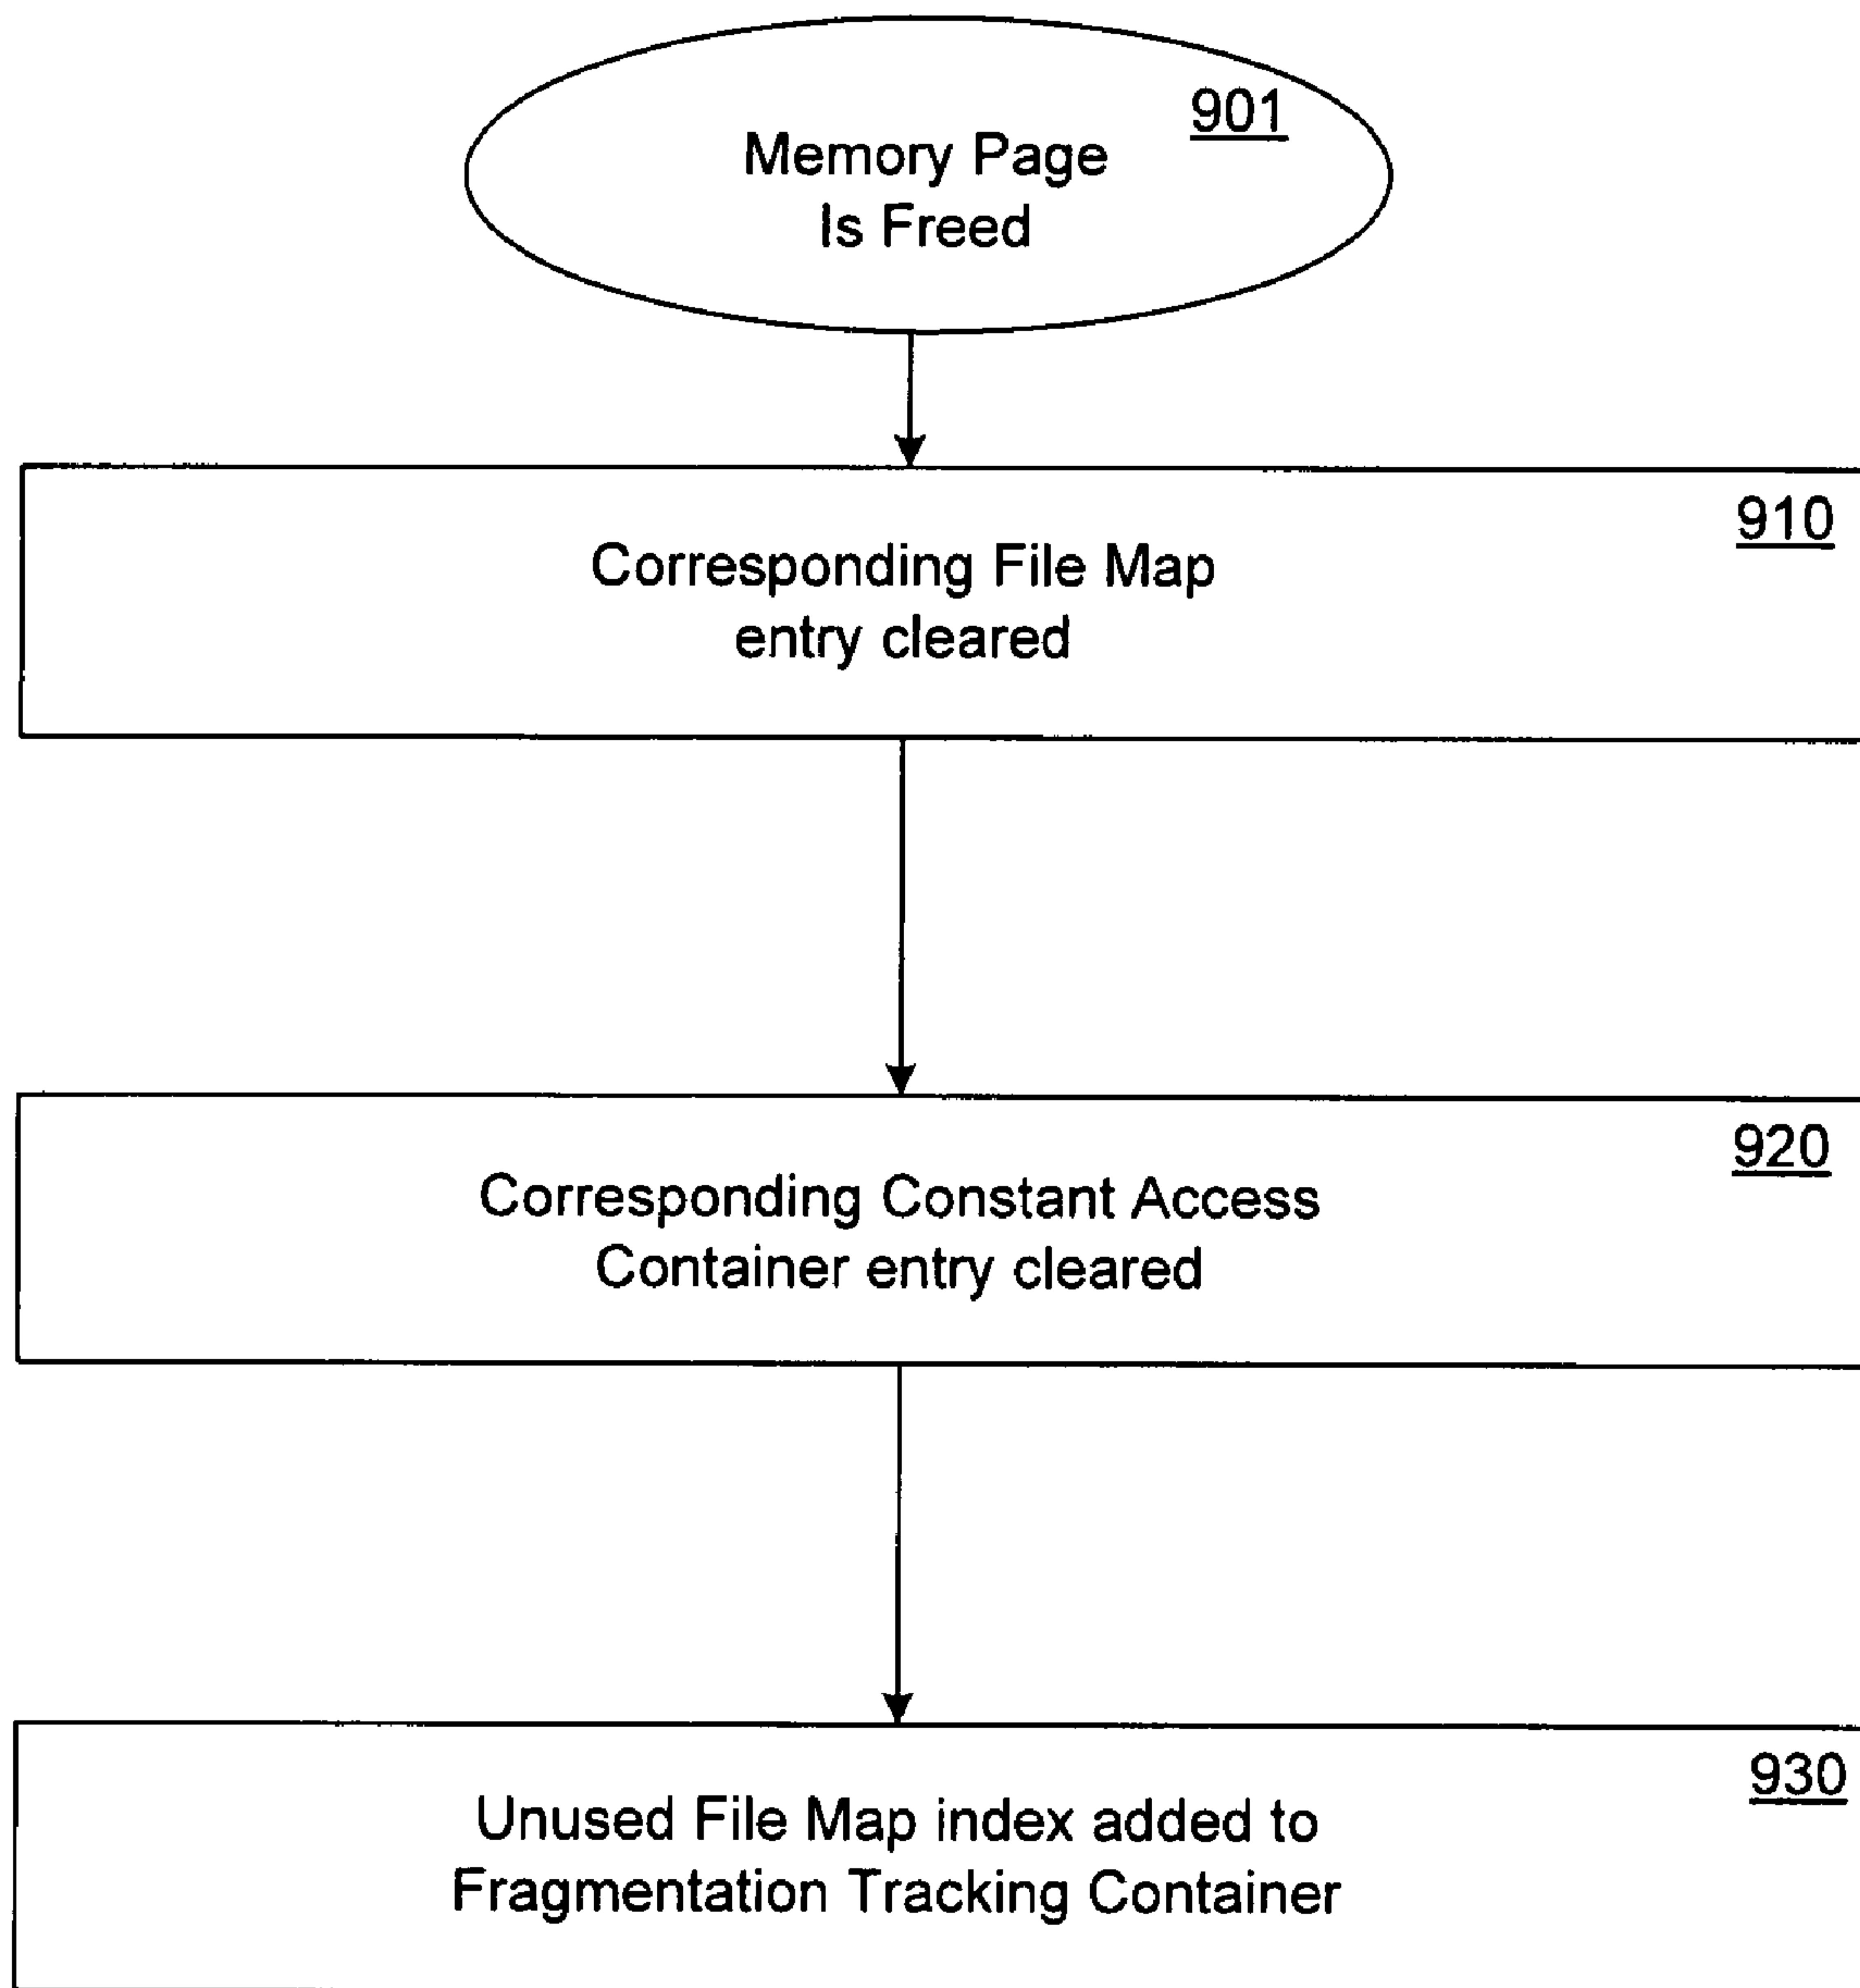 901
Memory Page
Is Freed
910
Corresponding File Map
entry cleared
920
Corresponding Constant Access
Container entry cleared
930
Unused File Map index added to
Fragmentation Tracking Container